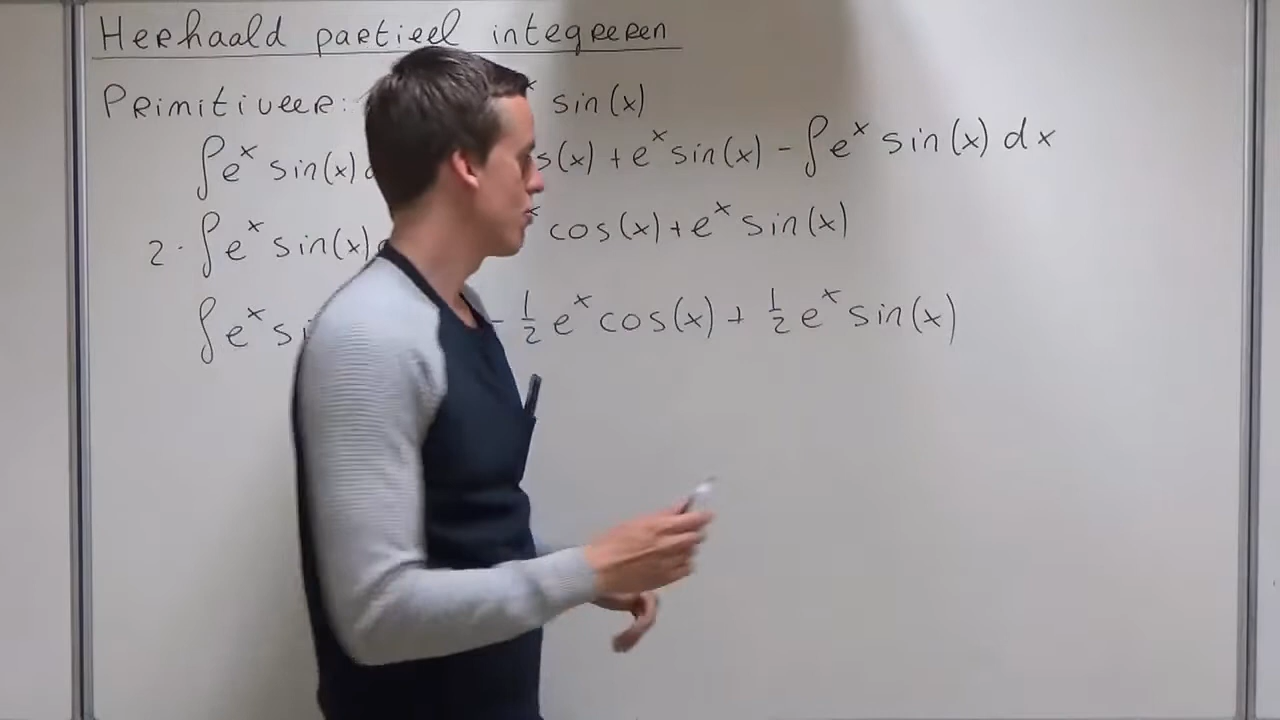 Herhaald partieel integreren
Primitiveer: sin(x)
∫e^x sin(x) s(x) + e^x sin(x) - ∫e^x sin(x) dx
2 · ∫e^x sin(x) x cos(x) + e^x sin(x)
∫e^x si - 1/2 e^x cos(x) + 1/2 e^x sin(x)